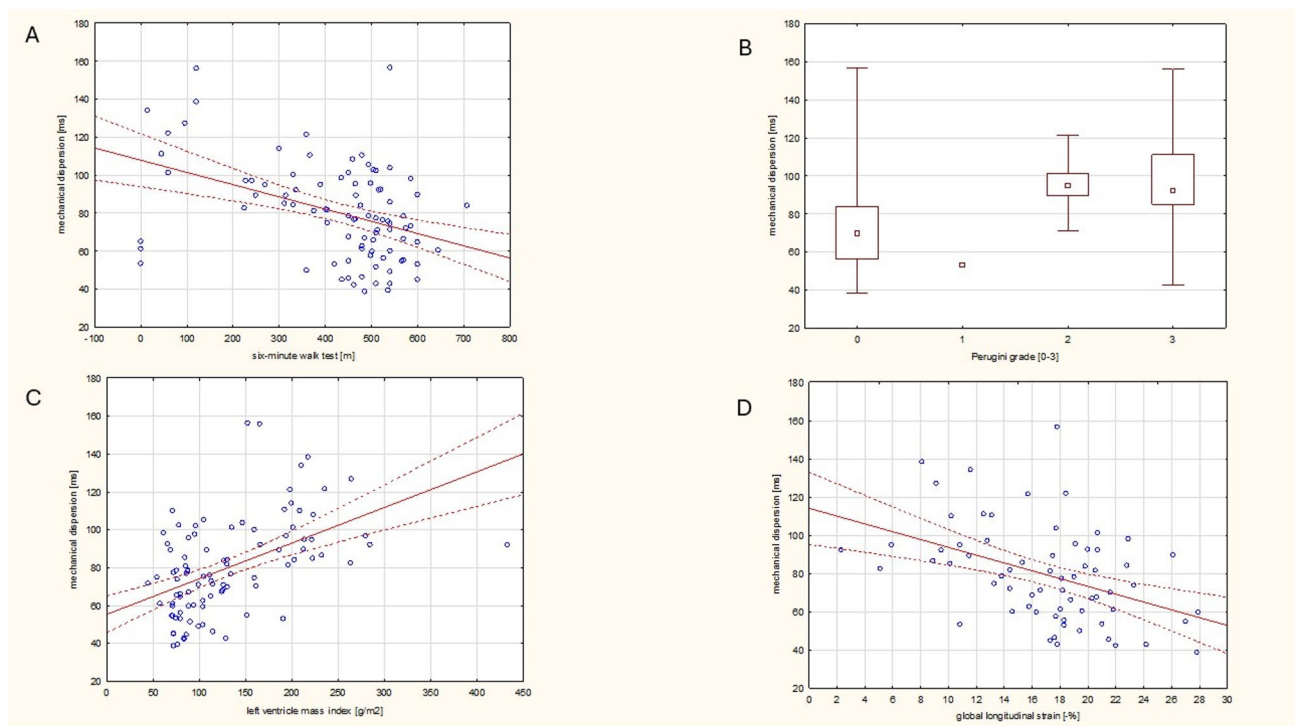 A
mechanical dispersion [ms]
180
160
140
120
100
80
60
40
20
-100 0 100 200 300 400 500 600 700 800
six-minute walk test [m]
B
mechanical dispersion [ms]
180
160
140
120
100
80
60
40
20
0 1 2 3
Perugini grade [0-3]
C
mechanical dispersion [ms]
180
160
140
120
100
80
60
40
20
0 50 100 150 200 250 300 350 400 450
left ventricle mass index [g/m2]
D
mechanical dispersion [ms]
180
160
140
120
100
80
60
40
20
0 2 4 6 8 10 12 14 16 18 20 22 24 26 28 30
global longitudinal strain [-%]